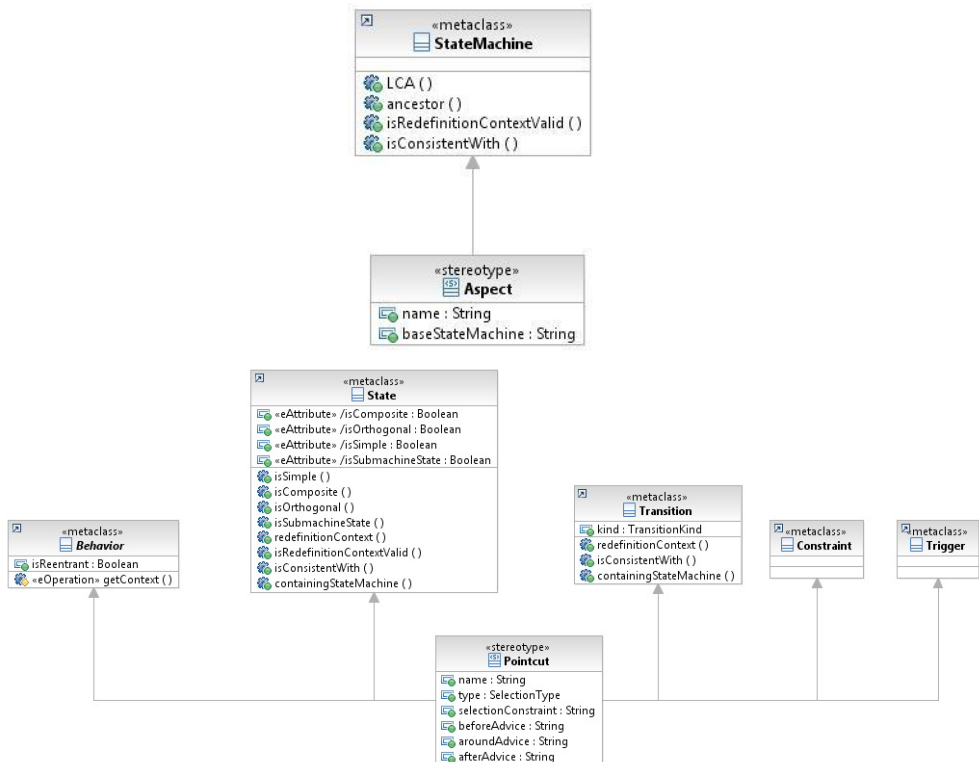 «metaclass»
StateMachine
LCA ( )
ancestor ( )
isRedefinitionContextValid ( )
isConsistentWith ( )
«stereotype»
Aspect
name : String
baseStateMachine : String
«metaclass»
State
«eAttribute» /isComposite : Boolean
«eAttribute» /isOrthogonal : Boolean
«eAttribute» /isSimple : Boolean
«eAttribute» /isSubmachineState : Boolean
isSimple ( )
isComposite ( )
isOrthogonal ( )
isSubmachineState ( )
redefinitionContext ( )
isRedefinitionContextValid ( )
isConsistentWith ( )
containingStateMachine ( )
«metaclass»
Behavior
isReentrant : Boolean
«eOperation» getContext ( )
«metaclass»
Transition
kind : TransitionKind
redefinitionContext ( )
isConsistentWith ( )
containingStateMachine ( )
«metaclass»
Constraint
«metaclass»
Trigger
«stereotype»
Pointcut
name : String
type : SelectionType
selectionConstraint : String
beforeAdvice : String
aroundAdvice : String
afterAdvice : String